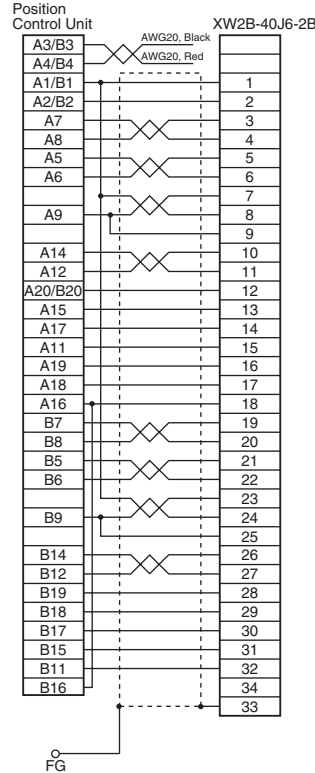 Position
Control Unit XW2B-40J6-2B
A3/B3 AWG20, Black
A4/B4 AWG20, Red
A1/B1 1
A2/B2 2
A7 3
A8 4
A5 5
A6 6
7
A9 8
9
A14 10
A12 11
A20/B20 12
A15 13
A17 14
A11 15
A19 16
A18 17
A16 18
B7 19
B8 20
B5 21
B6 22
23
B9 24
25
B14 26
B12 27
B19 28
B18 29
B17 30
B15 31
B11 32
B16 34
33
FG